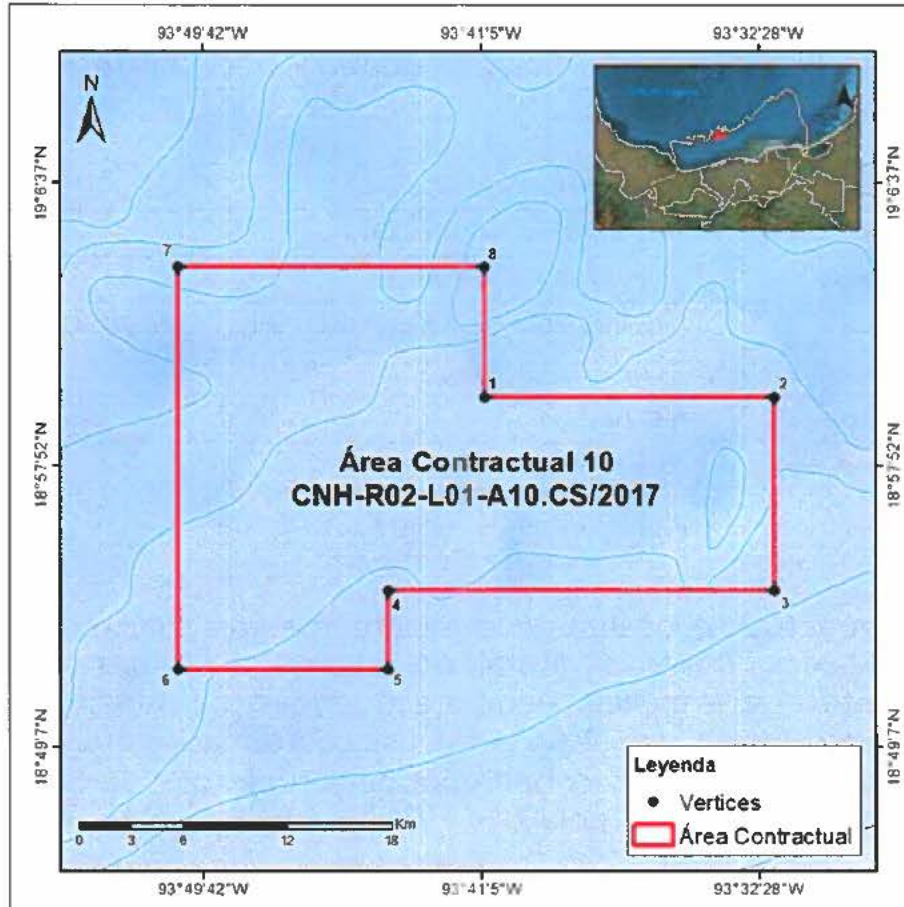 93°49'42"W 93°41'5"W 93°32'28"W
N
19°6'37"N 19°6'37"N
7 8
1 2
Área Contractual 10
CNH-R02-L01-A10.CS/2017
18°57'52"N 18°57'52"N
4 3
6 5
18°49'7"N 18°49'7"N
Leyenda
Vertices
Área Contractual
Km
0 3 6 12 18
93°49'42"W 93°41'5"W 93°32'28"W